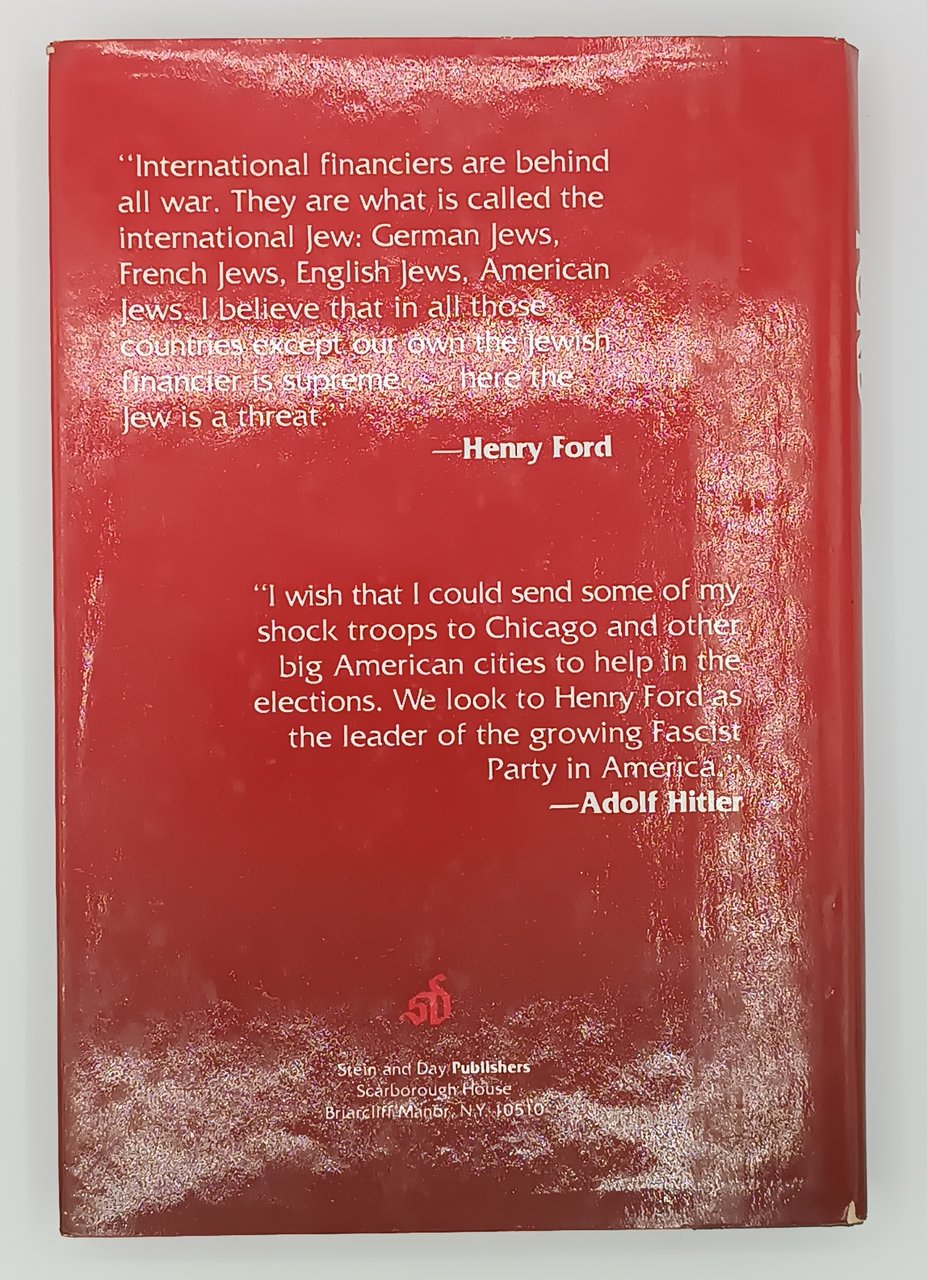 “International financiers are behind
all war. They are what is called the
international Jew: German Jews,
French Jews, English Jews, American
Jews. I believe that in all those
countries except our own the Jewish
financier is supreme . . . here the
Jew is a threat.”
—Henry Ford
“I wish that I could send some of my
shock troops to Chicago and other
big American cities to help in the
elections. We look to Henry Ford as
the leader of the growing Fascist
Party in America.”
—Adolf Hitler
Stein and Day Publishers
Scarborough House
Briarcliff Manor, N.Y. 10510